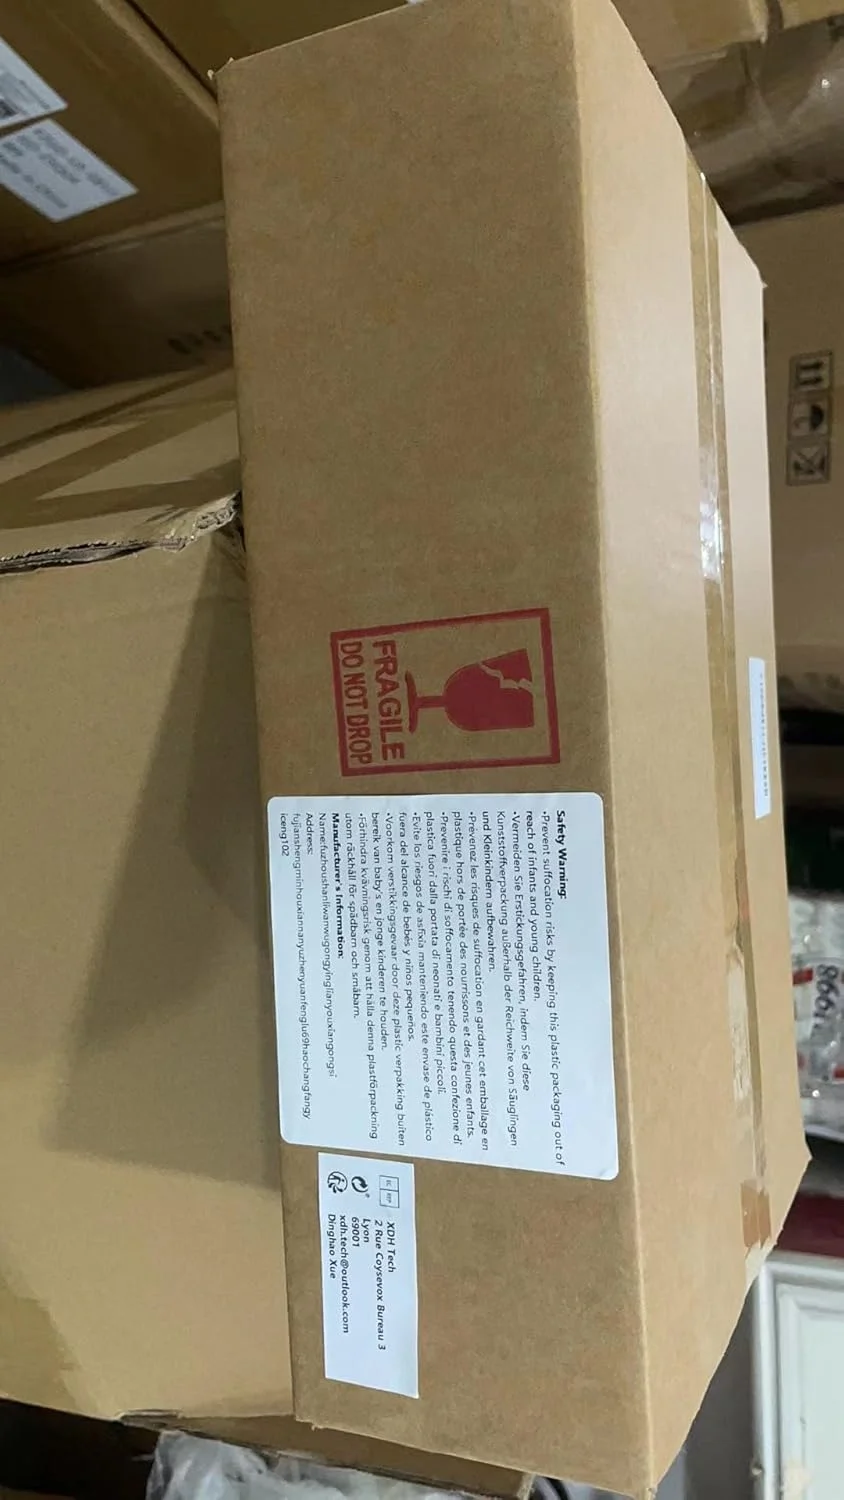 FRAGILE
DO NOT DROP
Safety Warning:
•Prevent suffocation risks by keeping this plastic packaging out of
reach of infants and young children.
•Vermeiden Sie Erstickungsgefahren, indem Sie diese
Kunststoffverpackung außerhalb der Reichweite von Säuglingen
und Kleinkindern aufbewahren.
•Prévenez les risques de suffocation en gardant cet emballage en
plastique hors de portée des nourrissons et des jeunes enfants.
•Prevenire i rischi di soffocamento tenendo questa confezione di
plastica fuori dalla portata di neonati e bambini piccoli.
•Evite los riesgos de asfixia manteniendo este envase de plástico
fuera del alcance de bebés y niños pequeños.
•Voorkom verstikkingsgevaar door deze plastic verpakking buiten
bereik van baby's en jonge kinderen te houden.
•Förhindra kvävningsrisk genom att hålla denna plastförpackning
utom räckhåll för spädbarn och småbarn.
Manufacturer's Information:
Name:fuzhoushanliwanwugongyinglianyouxiangongsi
Address:
fujianshengminhouxiannanyuzhenyuanfenglu69haochangfangy
iceng102
EC REP
XDH Tech
2 Rue Coysevox Bureau 3
Lyon
69001
xdh.tech@outlook.com
Dinghao Xue